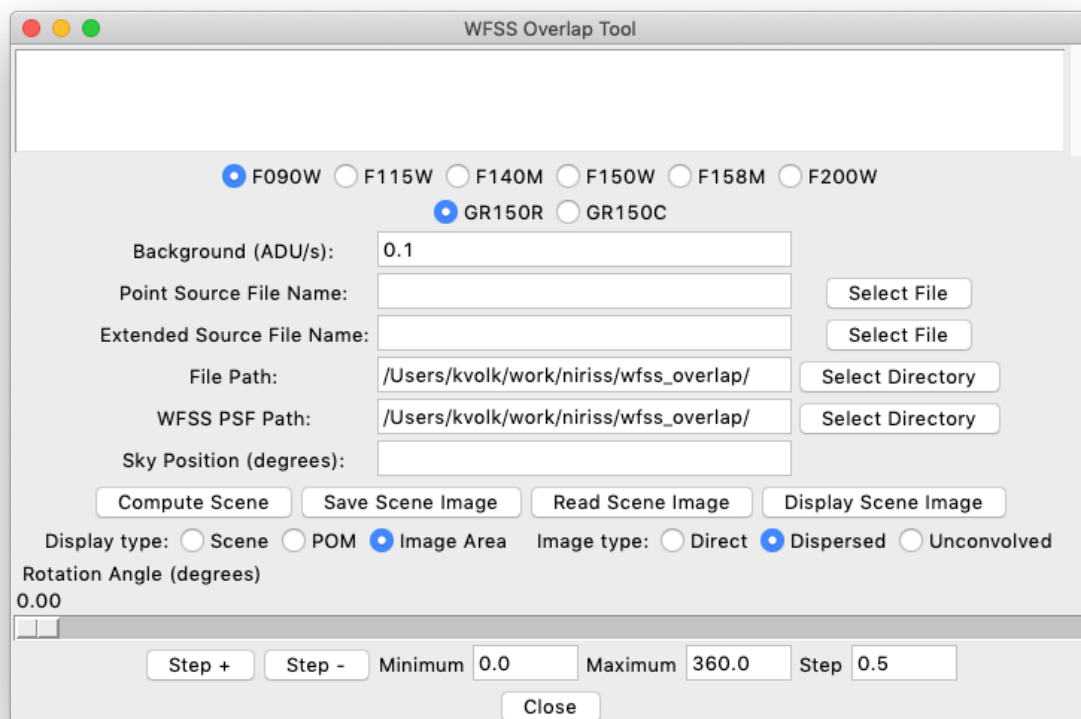 WFSS Overlap Tool
F090W F115W F140M F150W F158M F200W
GR150R GR150C
Background (ADU/s): 0.1
Point Source File Name: Select File
Extended Source File Name: Select File
File Path: /Users/kvolk/work/niriss/wfss_overlap/ Select Directory
WFSS PSF Path: /Users/kvolk/work/niriss/wfss_overlap/ Select Directory
Sky Position (degrees):
Compute Scene Save Scene Image Read Scene Image Display Scene Image
Display type: Scene POM Image Area Image type: Direct Dispersed Unconvolved
Rotation Angle (degrees)
0.00
Step + Step - Minimum 0.0 Maximum 360.0 Step 0.5
Close